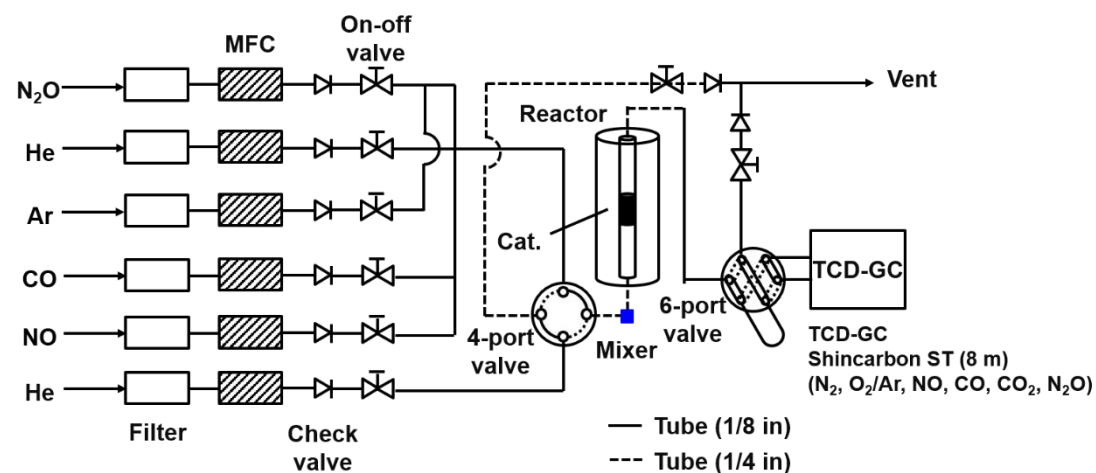 MFC
On-off
valve
N₂O
He
Ar
CO
NO
He
Filter
Check
valve
Reactor
Cat.
4-port
valve
Mixer
6-port
valve
Vent
TCD-GC
TCD-GC
Shincarbon ST (8 m)
(N₂, O₂/Ar, NO, CO, CO₂, N₂O)
Tube (1/8 in)
Tube (1/4 in)